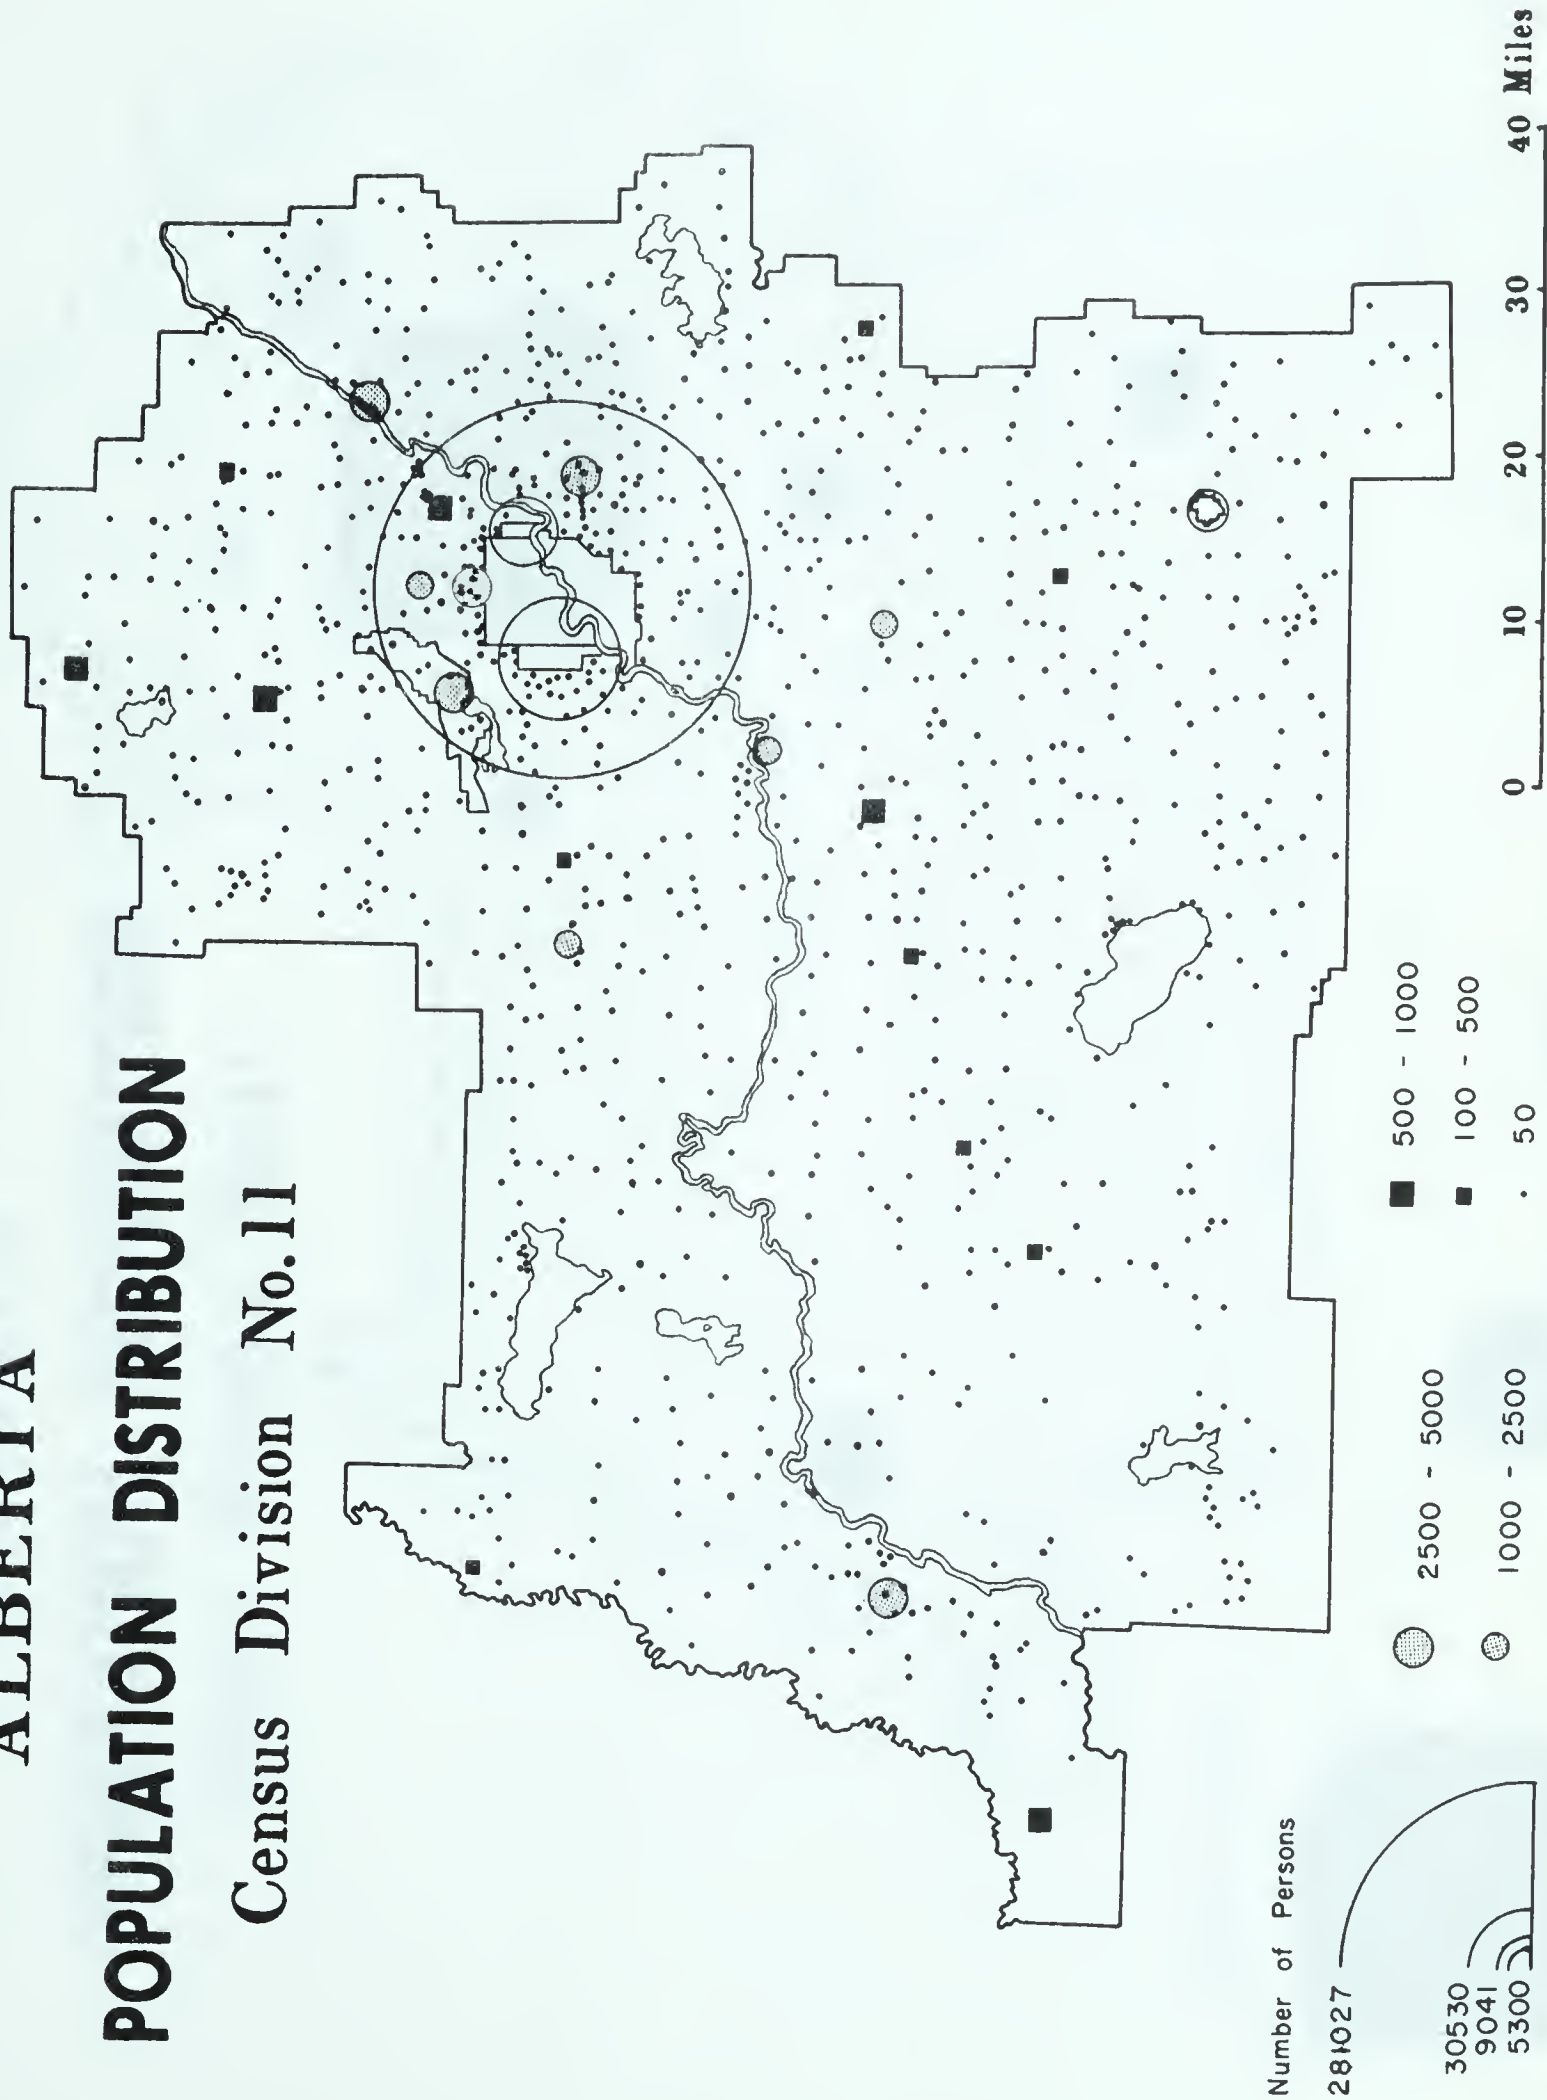 ALBERTA
POPULATION DISTRIBUTION
Census Division No. 11
Number of Persons
281027
30530
9041
5300
2500 - 5000
1000 - 2500
500 - 1000
100 - 500
50
0 10 20 30 40 Miles